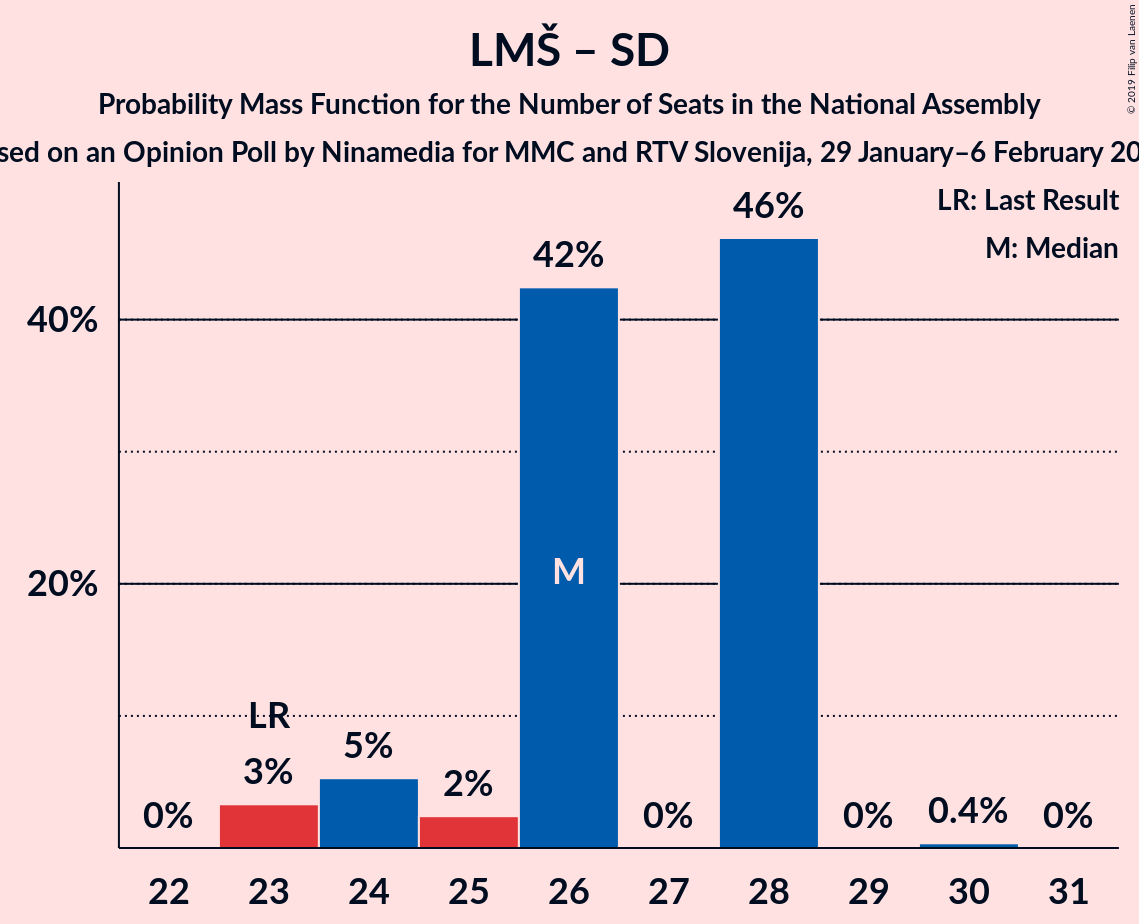 LMŠ – SD
Probability Mass Function for the Number of Seats in the National Assembly
on an Opinion Poll by Ninamedia for MMC and RTV Slovenija, 29 January–6 February
© 2019 Filip van Laenen
LR: Last Result
M: Median
46%
42%
40%
M
20%
LR
5%
3%
2%
0%
0%
0%
0.4%
0%
22 23 24 25 26 27 28 29 30 31